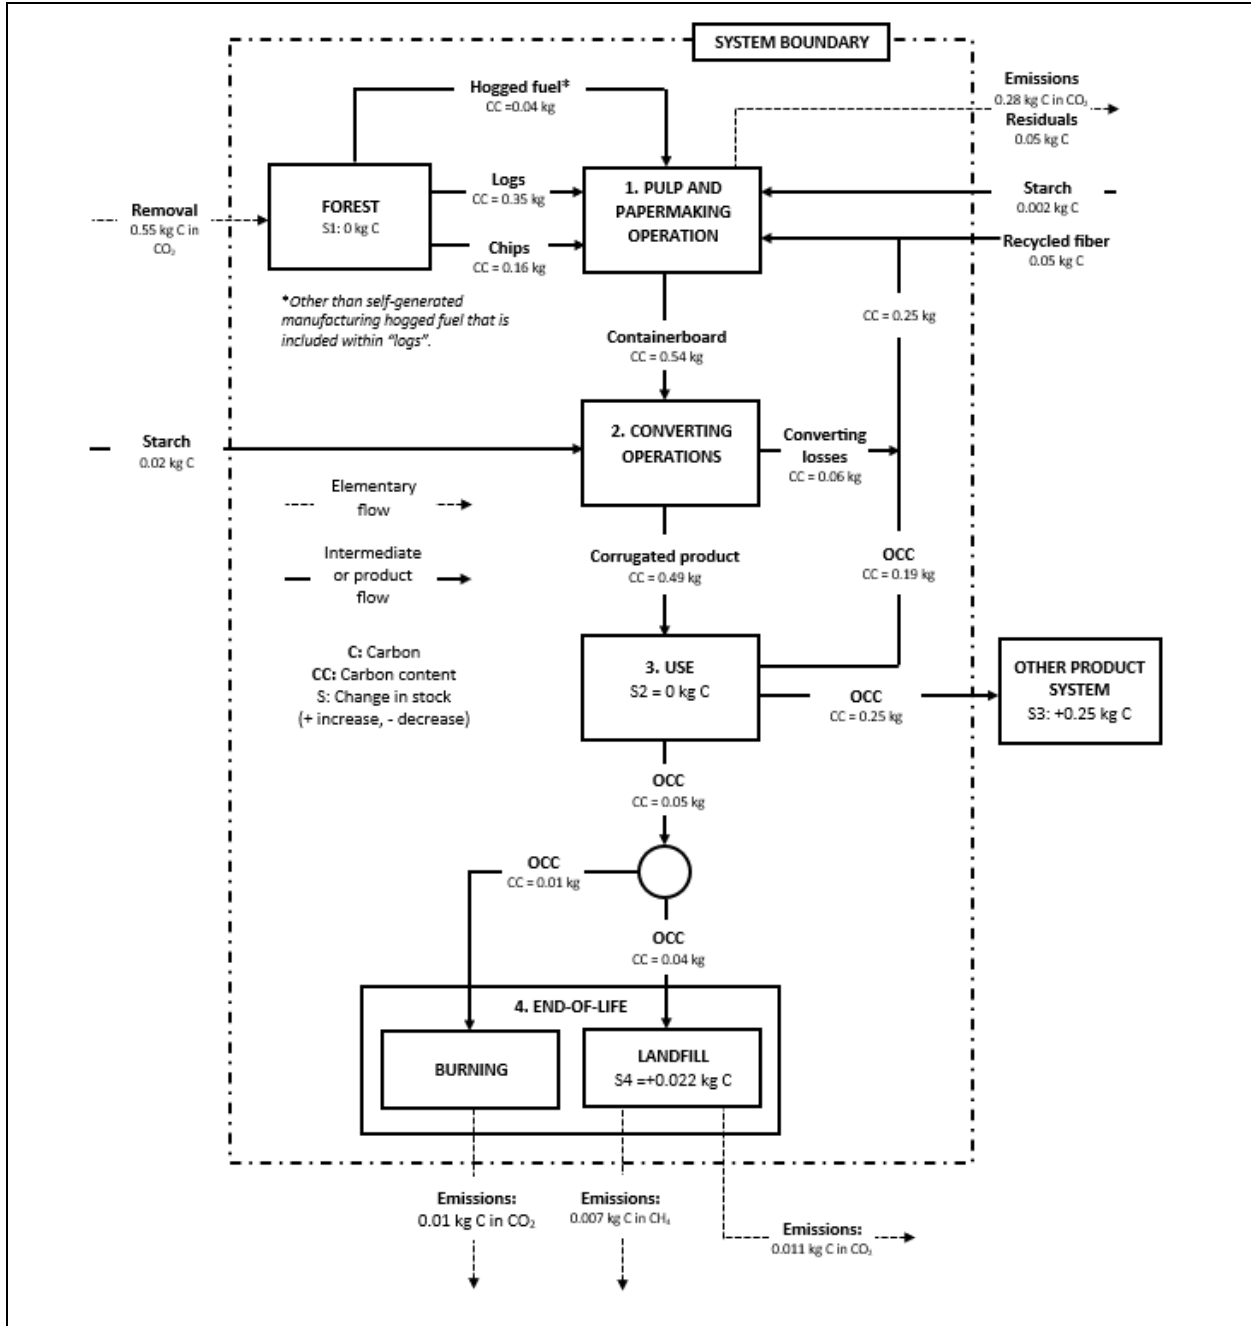 SYSTEM BOUNDARY
Hogged fuel*
CC =0.04 kg
Emissions
0.28 kg C in CO₂
Residuals
0.05 kg C
Removal
0.55 kg C in
CO₂
FOREST
S1: 0 kg C
Logs
CC = 0.35 kg
Chips
CC = 0.16 kg
1. PULP AND
PAPERMAKING
OPERATION
Starch
0.002 kg C
Recycled fiber
0.05 kg C
*Other than self-generated
manufacturing hogged fuel that is
included within “logs”.
CC = 0.25 kg
Containerboard
CC = 0.54 kg
Starch
0.02 kg C
2. CONVERTING
OPERATIONS
Converting
losses
CC = 0.06 kg
Elementary
flow
Intermediate
or product
flow
Corrugated product
CC = 0.49 kg
OCC
CC = 0.19 kg
C: Carbon
CC: Carbon content
S: Change in stock
(+ increase, - decrease)
3. USE
S2 = 0 kg C
OCC
CC = 0.25 kg
OTHER PRODUCT
SYSTEM
S3: +0.25 kg C
OCC
CC = 0.05 kg
OCC
CC = 0.01 kg
OCC
CC = 0.04 kg
4. END-OF-LIFE
BURNING
LANDFILL
S4 =+0.022 kg C
Emissions:
0.01 kg C in CO₂
Emissions:
0.007 kg C in CH₄
Emissions:
0.011 kg C in CO₂